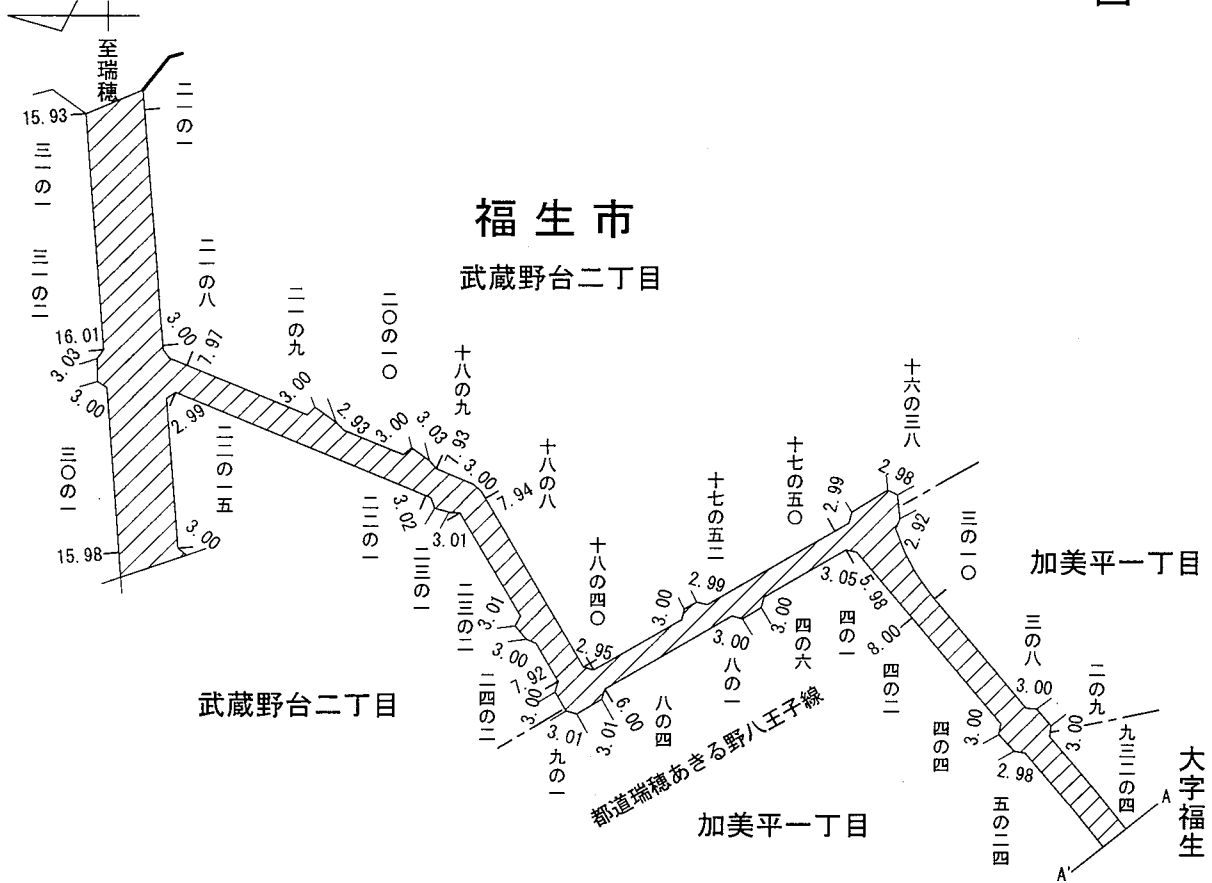 至瑞穂
15.93
二一の一
三一の一
福生市
武蔵野台二丁目
三一の二
二一の八
二一の九
二〇の一〇
十八の九
3.00
7.97
16.01
3.03
3.00
2.99
3.00
2.93
3.00
3.03
7.93
3.00
7.94
十八の八
三〇の一
二二の一五
3.00
15.98
二二の一
3.02
3.01
二三の一
二三の二
3.01
3.00
7.92
3.00
二四の二
武蔵野台二丁目
十八の四〇
2.95
3.01
3.01
6.00
九の一
八の四
3.00
2.99
十七の五二
3.00
3.00
八の一
四の六
十七の五〇
2.99
十六の三八
2.98
2.92
三の一〇
3.05
5.98
四の一
8.00
四の二
加美平一丁目
三の八
3.00
二の九
3.00
3.00
四の四
2.98
五の二四
九三二の四
大字福生
A
A'
都道瑞穂あきる野八王子線
加美平一丁目